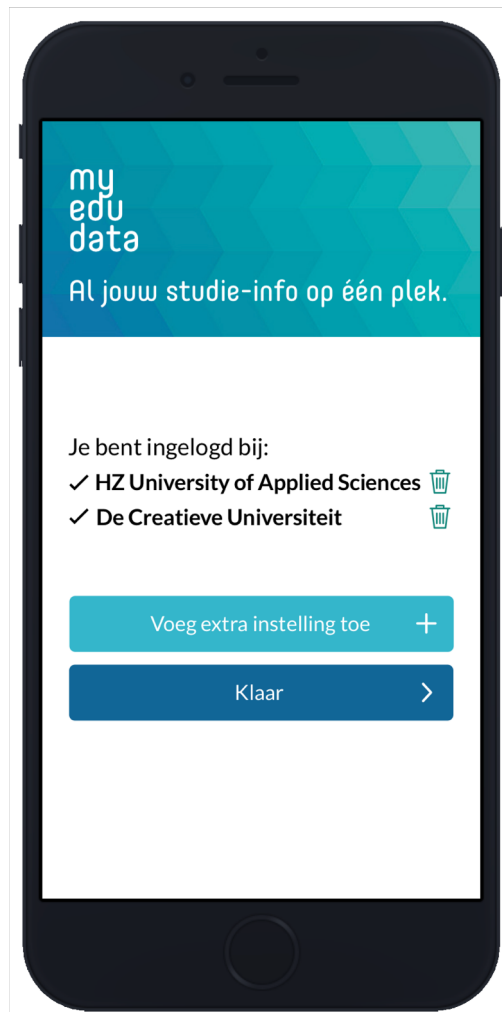 my
edu
data
Al jouw studie-info op één plek.
Je bent ingelogd bij:
HZ University of Applied Sciences
De Creatieve Universiteit
Voeg extra instelling toe
Klaar